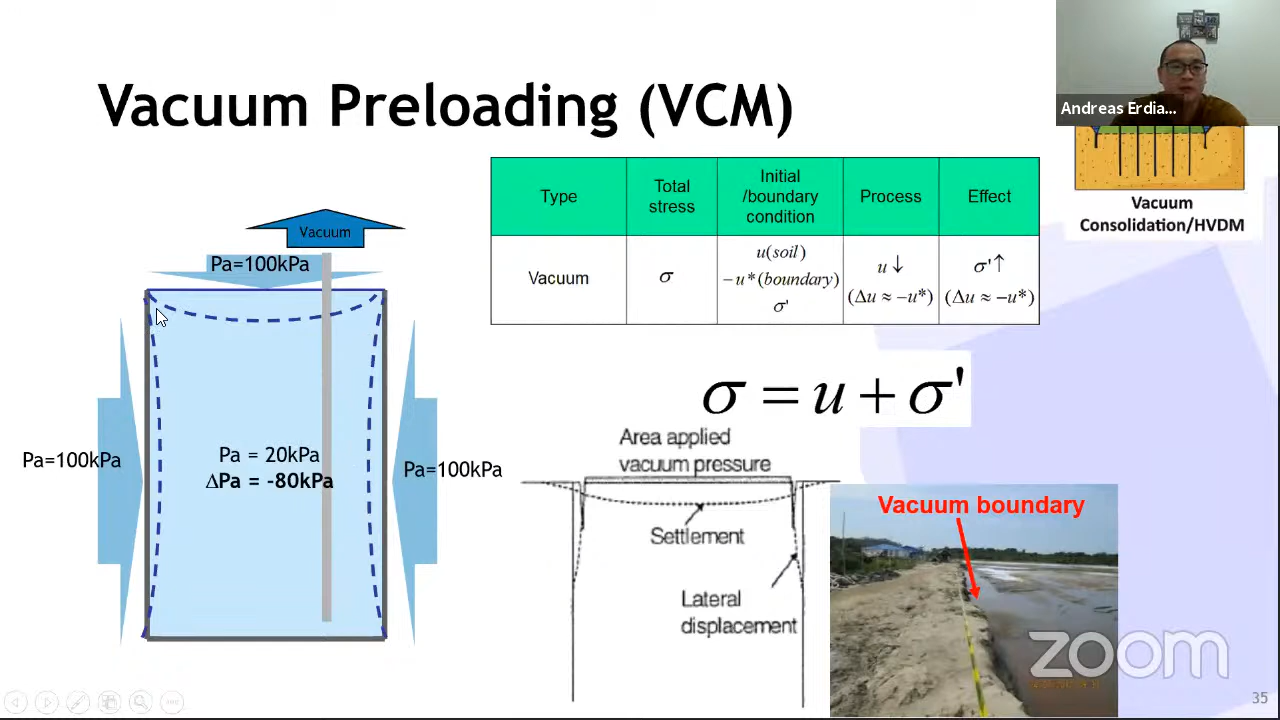 Andreas Erdia...
Vacuum Preloading (VCM)
Type
Total
stress
Initial
/boundary
condition
Process
Effect
Vacuum
σ
u(soil)
-u*(boundary)
σ'
u↓
(Δu ≈ -u*)
σ'↑
(Δu ≈ -u*)
Vacuum
Consolidation/HVDM
Vacuum
Pa=100kPa
Pa=100kPa
Pa = 20kPa
∆Pa = -80kPa
Pa=100kPa
σ = u + σ'
Area applied
vacuum pressure
Settlement
Lateral
displacement
Vacuum boundary
zoom
35